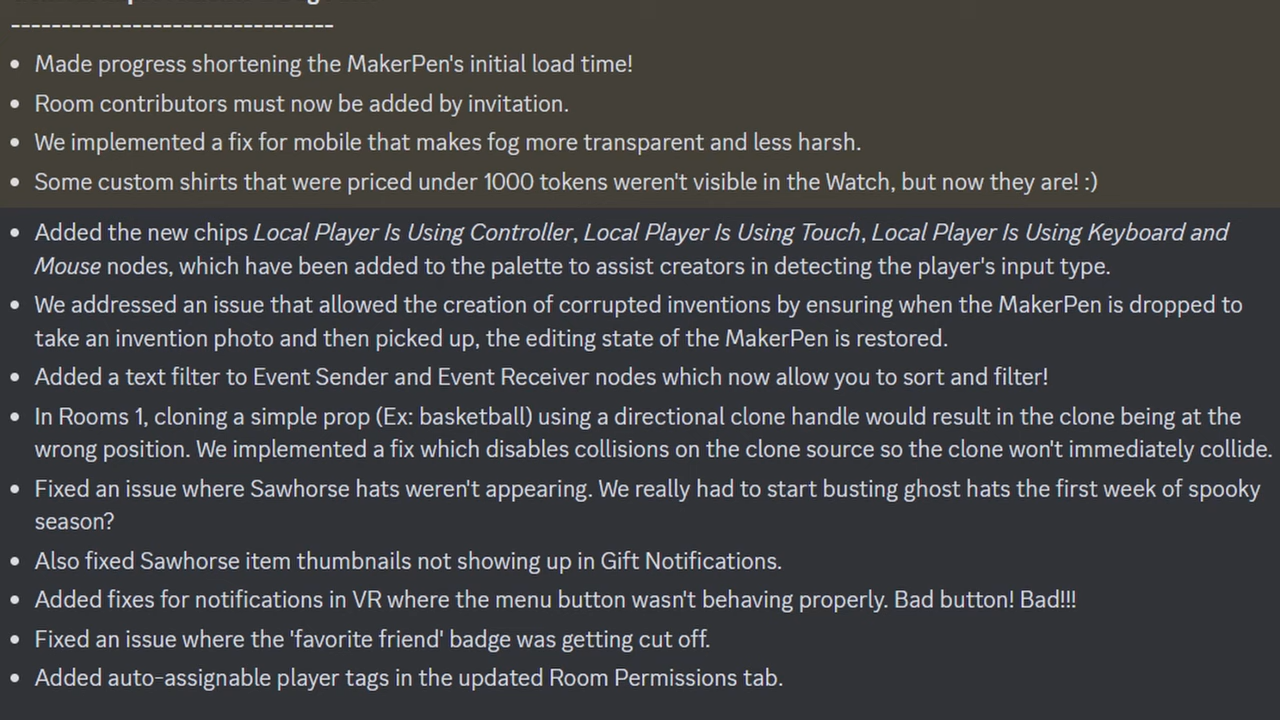 -------------------------------
• Made progress shortening the MakerPen's initial load time!
• Room contributors must now be added by invitation.
• We implemented a fix for mobile that makes fog more transparent and less harsh.
• Some custom shirts that were priced under 1000 tokens weren't visible in the Watch, but now they are! :)
• Added the new chips Local Player Is Using Controller, Local Player Is Using Touch, Local Player Is Using Keyboard and
Mouse nodes, which have been added to the palette to assist creators in detecting the player's input type.
• We addressed an issue that allowed the creation of corrupted inventions by ensuring when the MakerPen is dropped to
take an invention photo and then picked up, the editing state of the MakerPen is restored.
• Added a text filter to Event Sender and Event Receiver nodes which now allow you to sort and filter!
• In Rooms 1, cloning a simple prop (Ex: basketball) using a directional clone handle would result in the clone being at the
wrong position. We implemented a fix which disables collisions on the clone source so the clone won't immediately collide.
• Fixed an issue where Sawhorse hats weren't appearing. We really had to start busting ghost hats the first week of spooky
season?
• Also fixed Sawhorse item thumbnails not showing up in Gift Notifications.
• Added fixes for notifications in VR where the menu button wasn't behaving properly. Bad button! Bad!!!
• Fixed an issue where the 'favorite friend' badge was getting cut off.
• Added auto-assignable player tags in the updated Room Permissions tab.